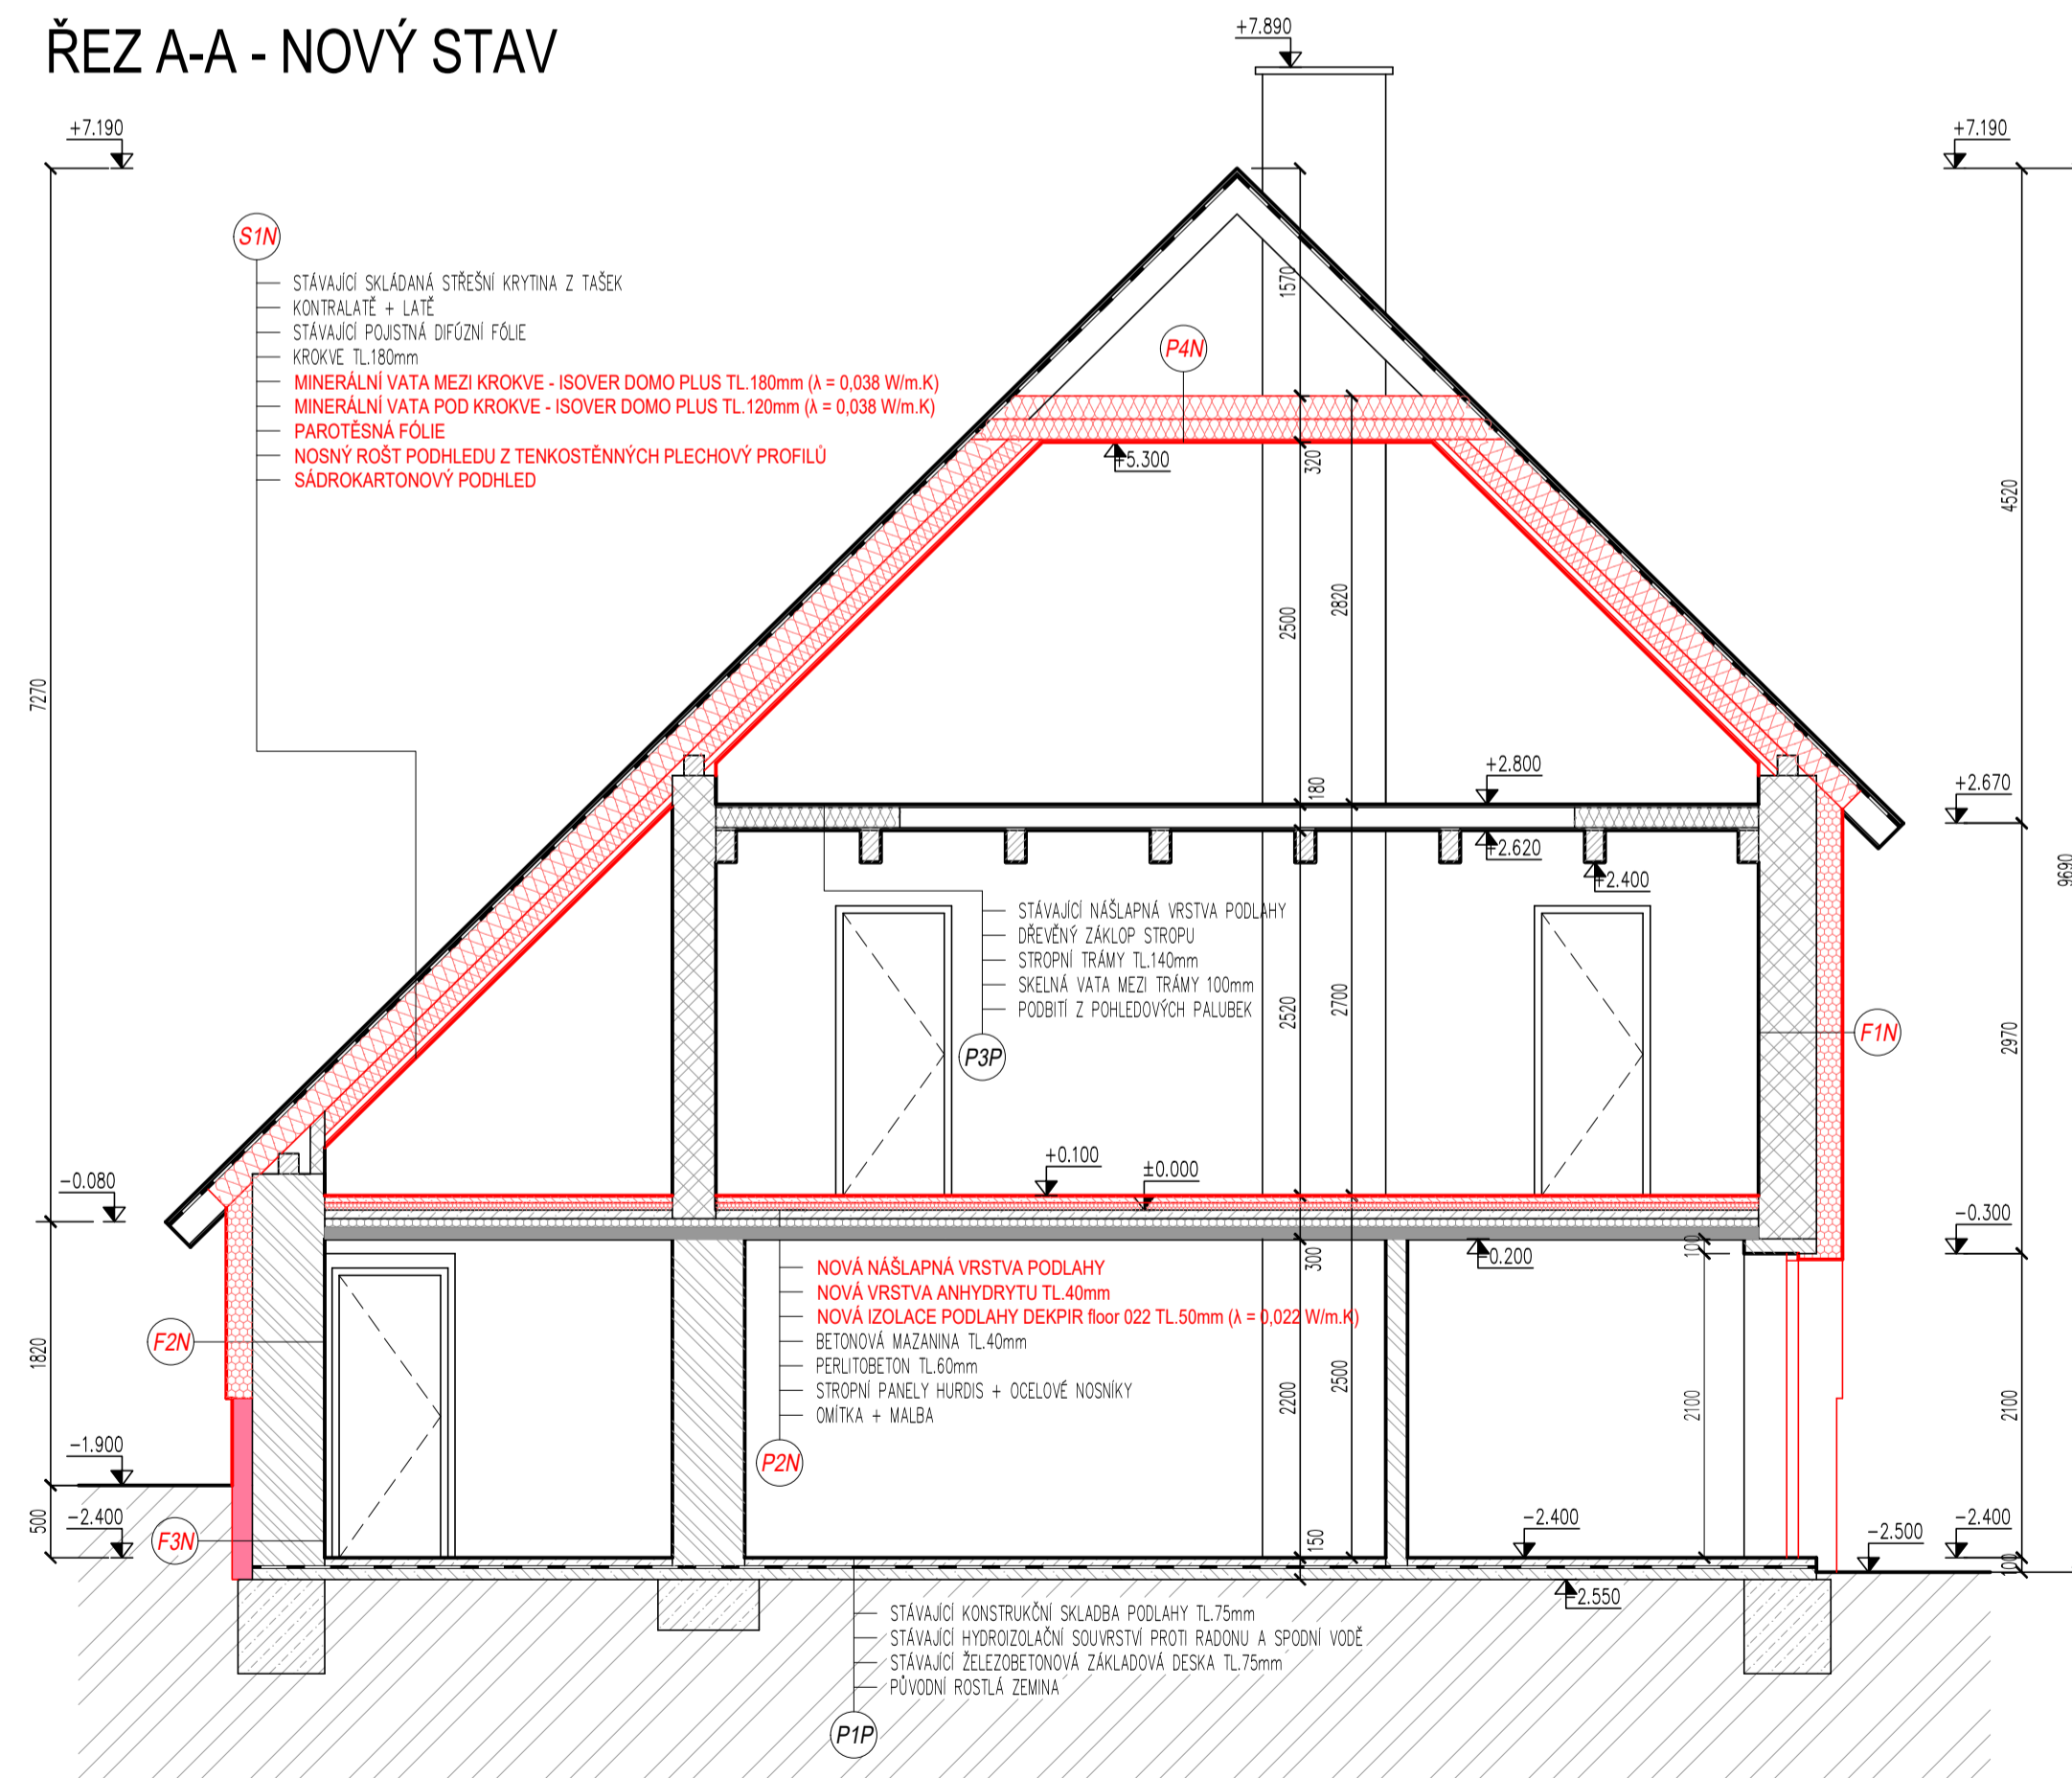 ŘEZ A-A - NOVÝ STAV
+7.890
+7.190
+7.190
S1N
STÁVAJÍCÍ SKLÁDANÁ STŘEŠNÍ KRYTINA Z TAŠEK
KONTRALATĚ + LATĚ
STÁVAJÍCÍ POJISTNÁ DIFÚZNÍ FÓLIE
KROKVE TL.180mm
MINERÁLNÍ VATA MEZI KROKVE - ISOVER DOMO PLUS TL.180mm (λ = 0,038 W/m.K)
MINERÁLNÍ VATA POD KROKVE - ISOVER DOMO PLUS TL.120mm (λ = 0,038 W/m.K)
PAROTĚSNÁ FÓLIE
NOSNÝ ROŠT PODHLEDU Z TENKOSTĚNNÝCH PLECHOVÝ PROFILŮ
SÁDROKARTONOVÝ PODHLED
1570
P4N
320
+5.300
4520
2500
2820
7270
180
+2.800
+2.670
+2.620
+2.400
9690
STÁVAJÍCÍ NÁŠLAPNÁ VRSTVA PODLAHY
DŘEVĚNÝ ZÁKLOP STROPU
STROPNÍ TRÁMY TL.140mm
SKELNÁ VATA MEZI TRÁMY 100mm
PODBITÍ Z POHLEDOVÝCH PALUBEK
P3P
2520
2700
F1N
2970
+0.100
±0.000
-0.080
-0.300
100
300
-0.200
NOVÁ NÁŠLAPNÁ VRSTVA PODLAHY
NOVÁ VRSTVA ANHYDRYTU TL.40mm
NOVÁ IZOLACE PODLAHY DEKPIR floor 022 TL.50mm (λ = 0,022 W/m.K)
BETONOVÁ MAZANINA TL.40mm
PERLITOBETON TL.60mm
STROPNÍ PANELY HURDIS + OCELOVÉ NOSNÍKY
OMÍTKA + MALBA
P2N
F2N
1820
2200
2500
2100
2100
-1.900
500
-2.400
F3N
150
-2.400
-2.500
-2.400
100
-2.550
STÁVAJÍCÍ KONSTRUKČNÍ SKLADBA PODLAHY TL.75mm
STÁVAJÍCÍ HYDROIZOLAČNÍ SOUVRSTVÍ PROTI RADONU A SPODNÍ VODĚ
STÁVAJÍCÍ ŽELEZOBETONOVÁ ZÁKLADOVÁ DESKA TL.75mm
PŮVODNÍ ROSTLÁ ZEMINA
P1P